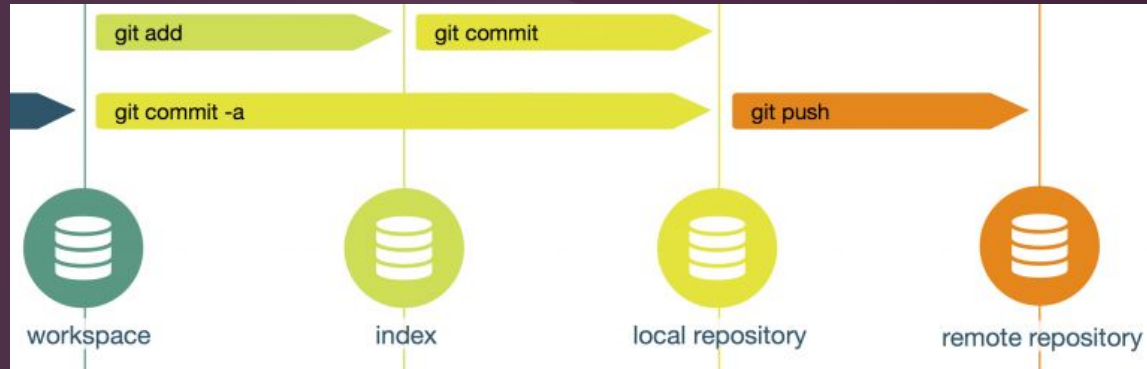 git add
git commit
git commit -a
git push
workspace
index
local repository
remote repository